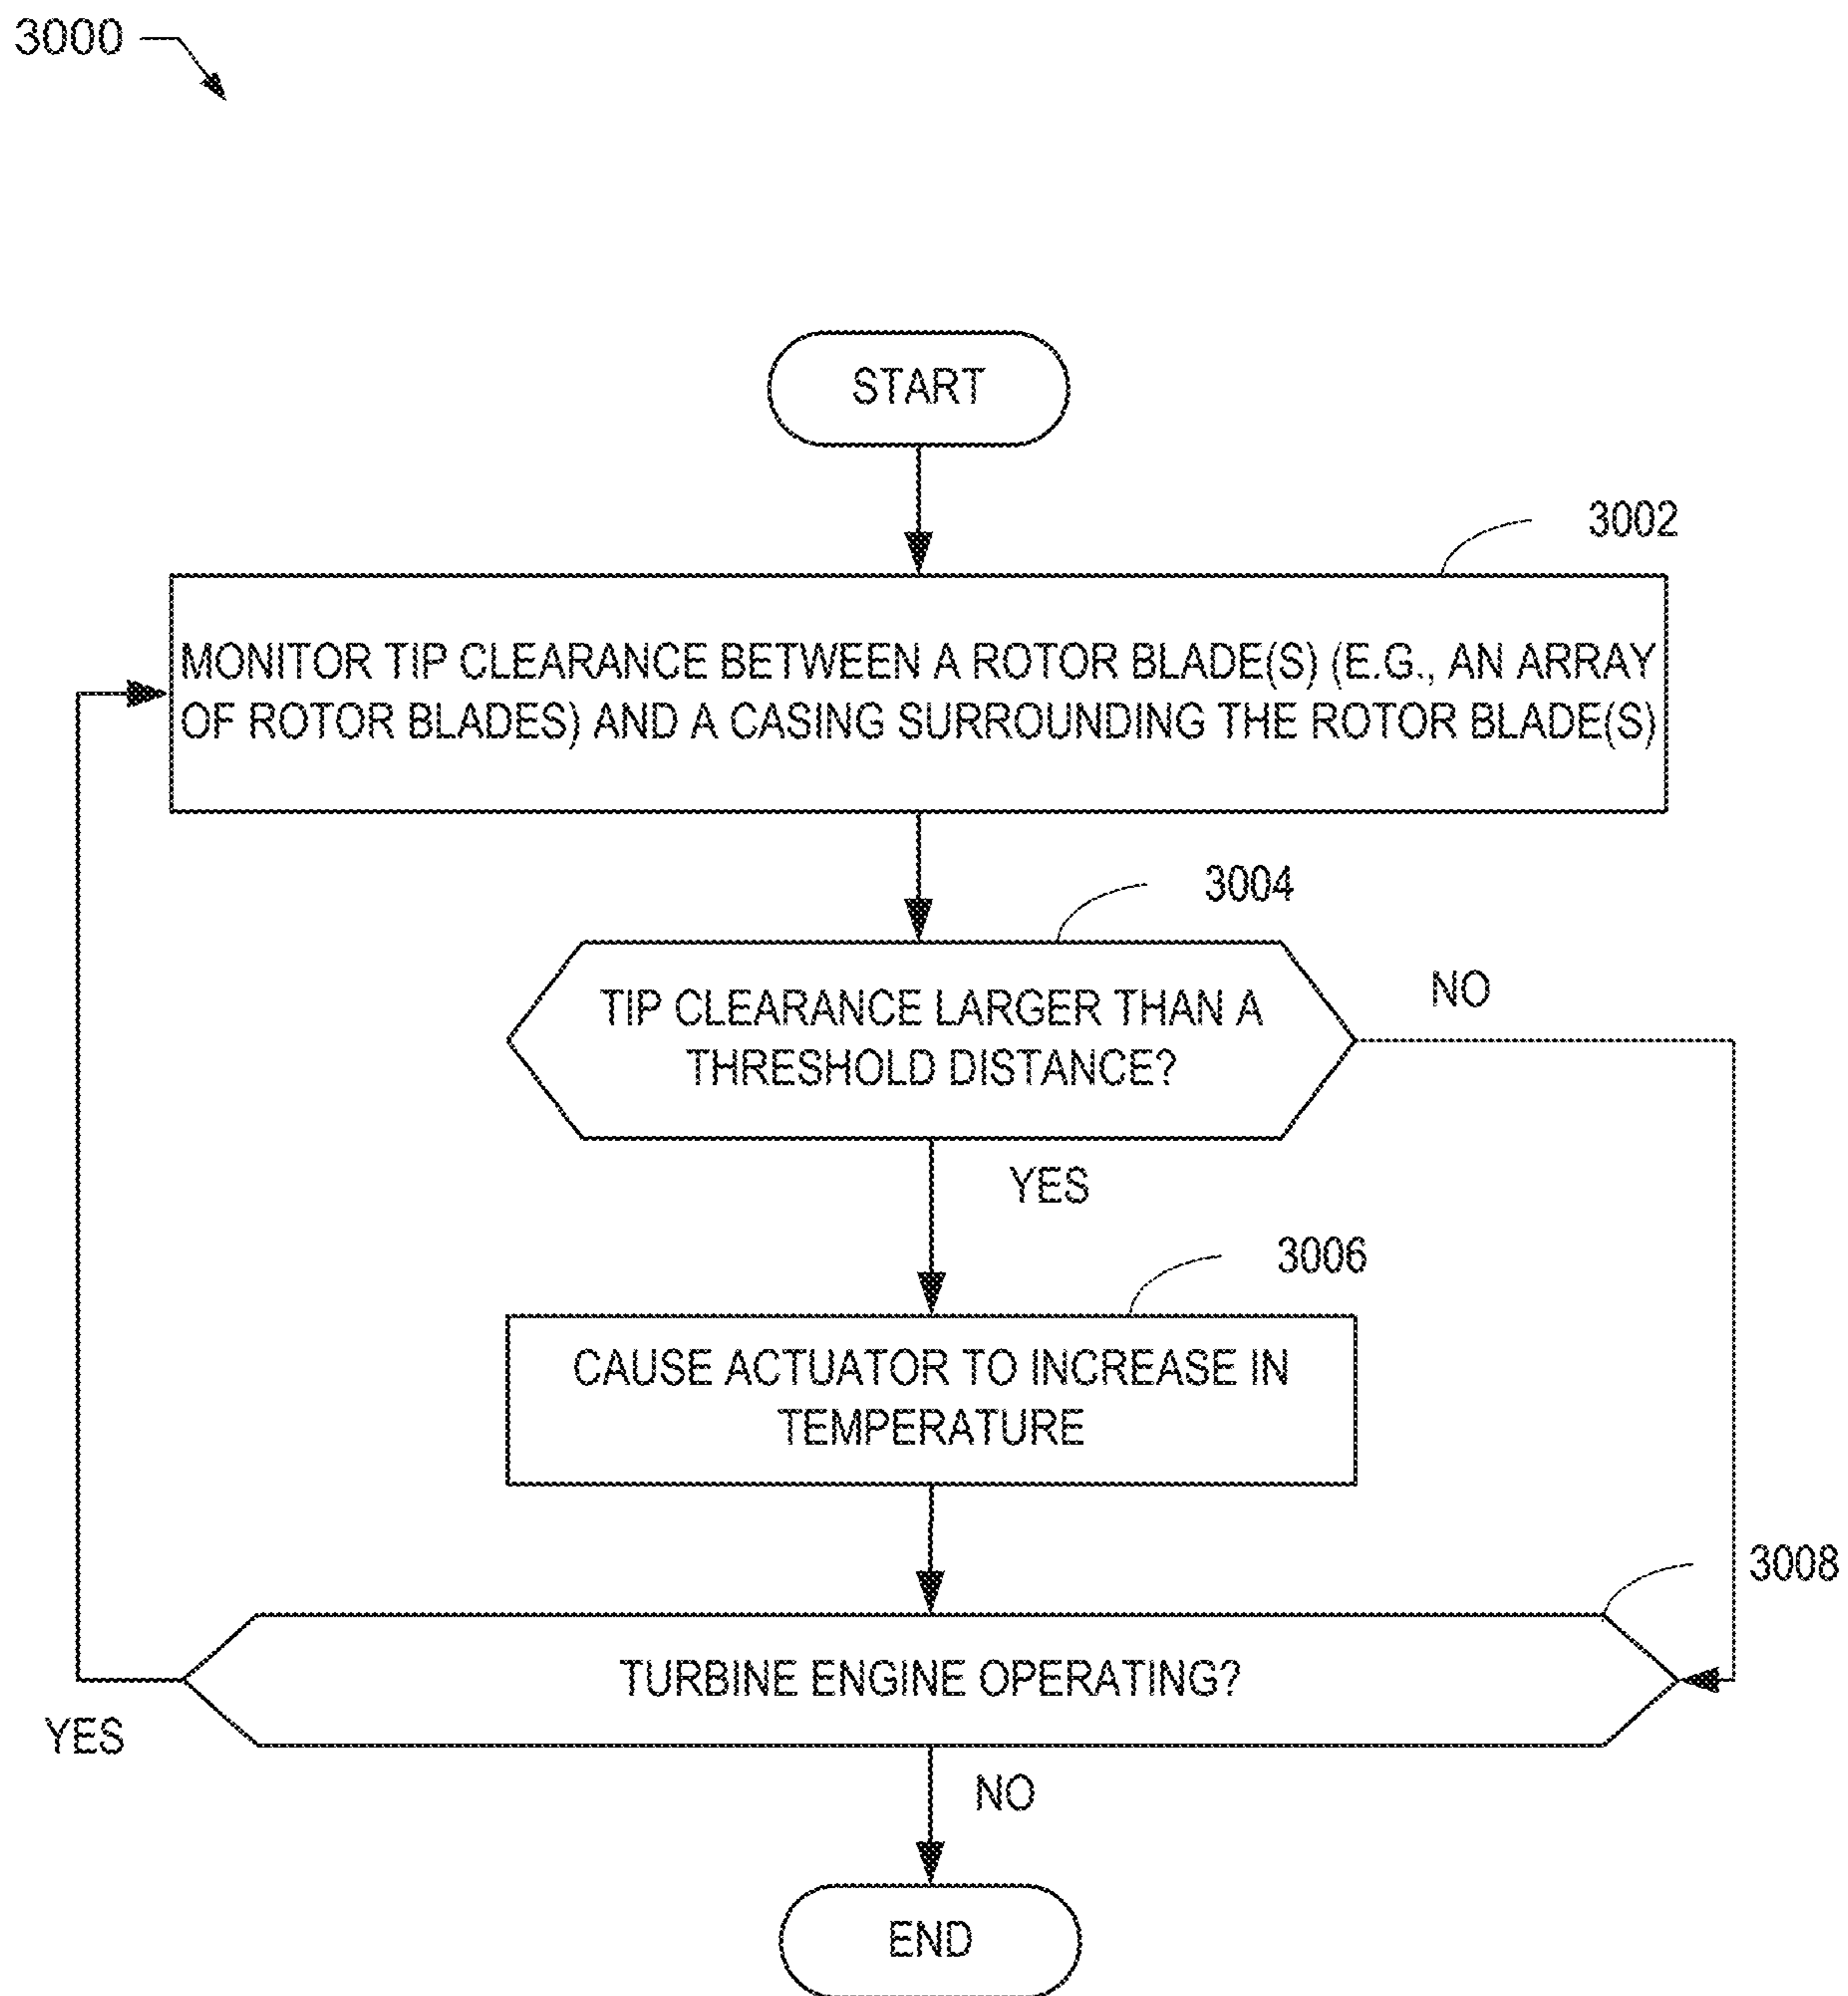 3000
START
3002
MONITOR TIP CLEARANCE BETWEEN A ROTOR BLADE(S) (E.G., AN ARRAY
OF ROTOR BLADES) AND A CASING SURROUNDING THE ROTOR BLADE(S)
3004
TIP CLEARANCE LARGER THAN A
THRESHOLD DISTANCE?
NO
YES
3006
CAUSE ACTUATOR TO INCREASE IN
TEMPERATURE
3008
TURBINE ENGINE OPERATING?
YES
NO
END